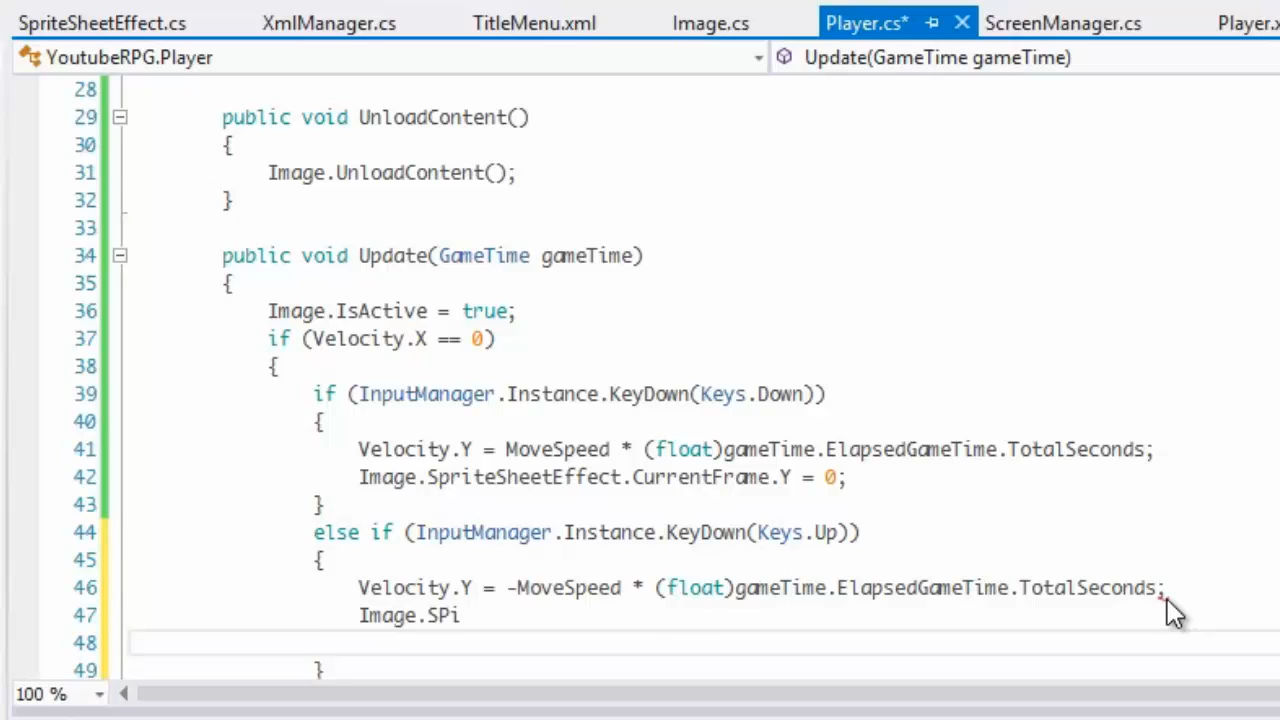 SpriteSheetEffect.cs XmlManager.cs TitleMenu.xml Image.cs Player.cs* ScreenManager.cs Player.x
YoutubeRPG.Player Update(GameTime gameTime)
28
29 public void UnloadContent()
30 {
31 Image.UnloadContent();
32 }
33
34 public void Update(GameTime gameTime)
35 {
36 Image.IsActive = true;
37 if (Velocity.X == 0)
38 {
39 if (InputManager.Instance.KeyDown(Keys.Down))
40 {
41 Velocity.Y = MoveSpeed * (float)gameTime.ElapsedGameTime.TotalSeconds;
42 Image.SpriteSheetEffect.CurrentFrame.Y = 0;
43 }
44 else if (InputManager.Instance.KeyDown(Keys.Up))
45 {
46 Velocity.Y = -MoveSpeed * (float)gameTime.ElapsedGameTime.TotalSeconds;
47 Image.SPi
48
49 }
100 %